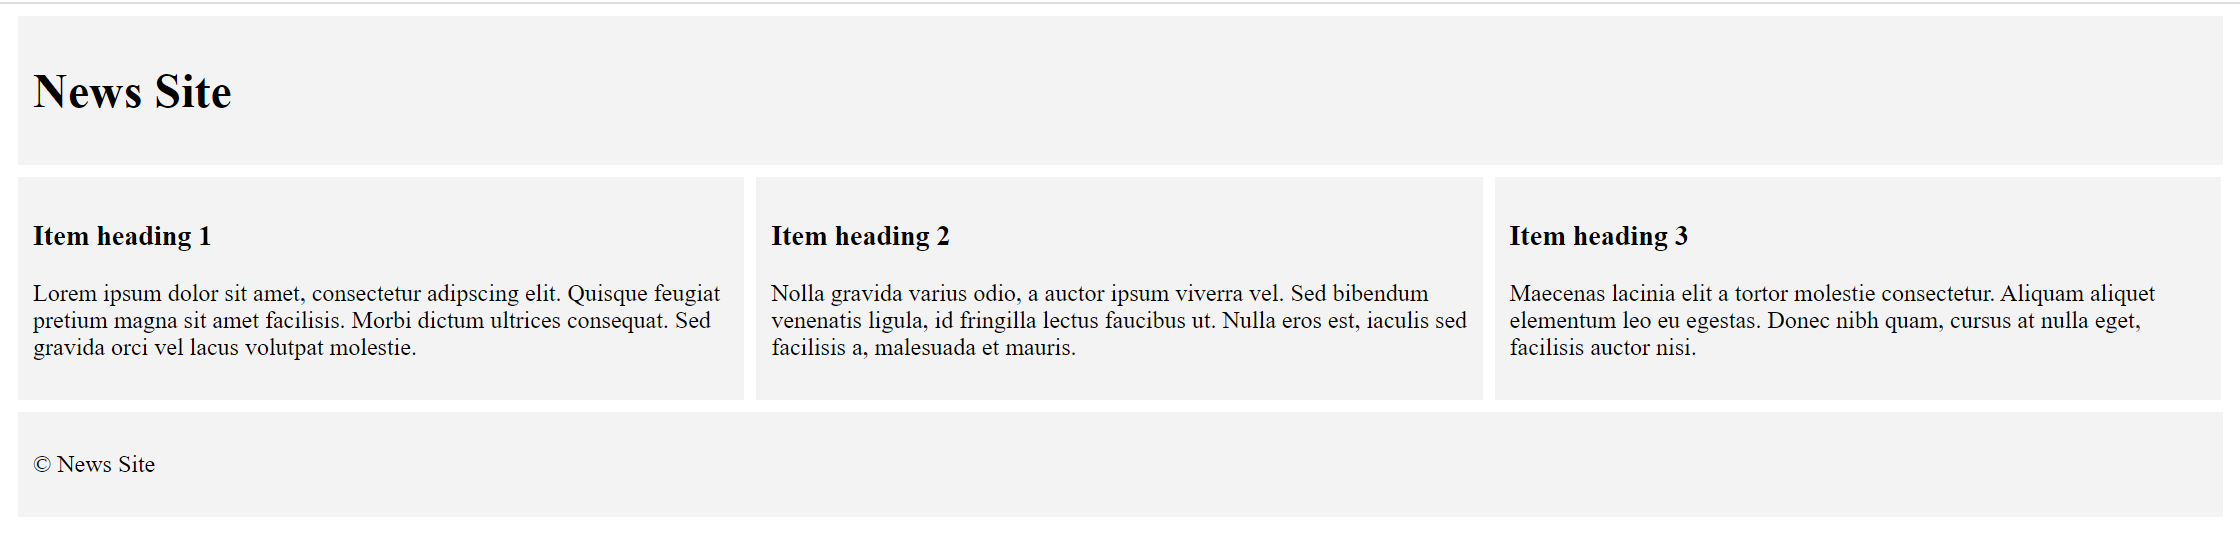 News Site
Item heading 1
Lorem ipsum dolor sit amet, consectetur adipscing elit. Quisque feugiat
pretium magna sit amet facilisis. Morbi dictum ultrices consequat. Sed
gravida orci vel lacus volutpat molestie.
Item heading 2
Nolla gravida varius odio, a auctor ipsum viverra vel. Sed bibendum
venenatis ligula, id fringilla lectus faucibus ut. Nulla eros est, iaculis sed
facilisis a, malesuada et mauris.
Item heading 3
Maecenas lacinia elit a tortor molestie consectetur. Aliquam aliquet
elementum leo eu egestas. Donec nibh quam, cursus at nulla eget,
facilisis auctor nisi.
© News Site